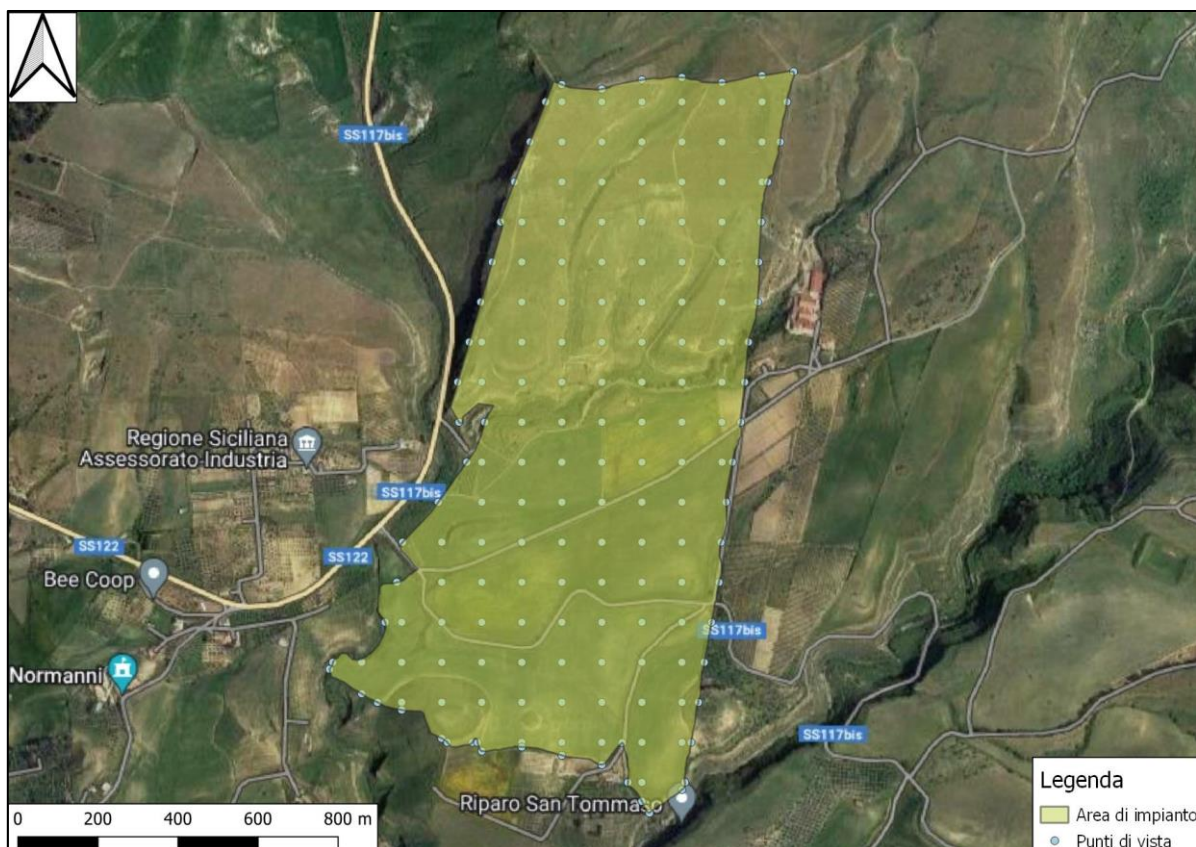 SS117bis
Regione Siciliana
Assessorato Industria
SS117bis
SS122
SS122
Bee Coop
SS117bis
Normanni
SS117bis
Riparo San Tommaso
0 200 400 600 800 m
Legenda
Area di impianto
Punti di vista